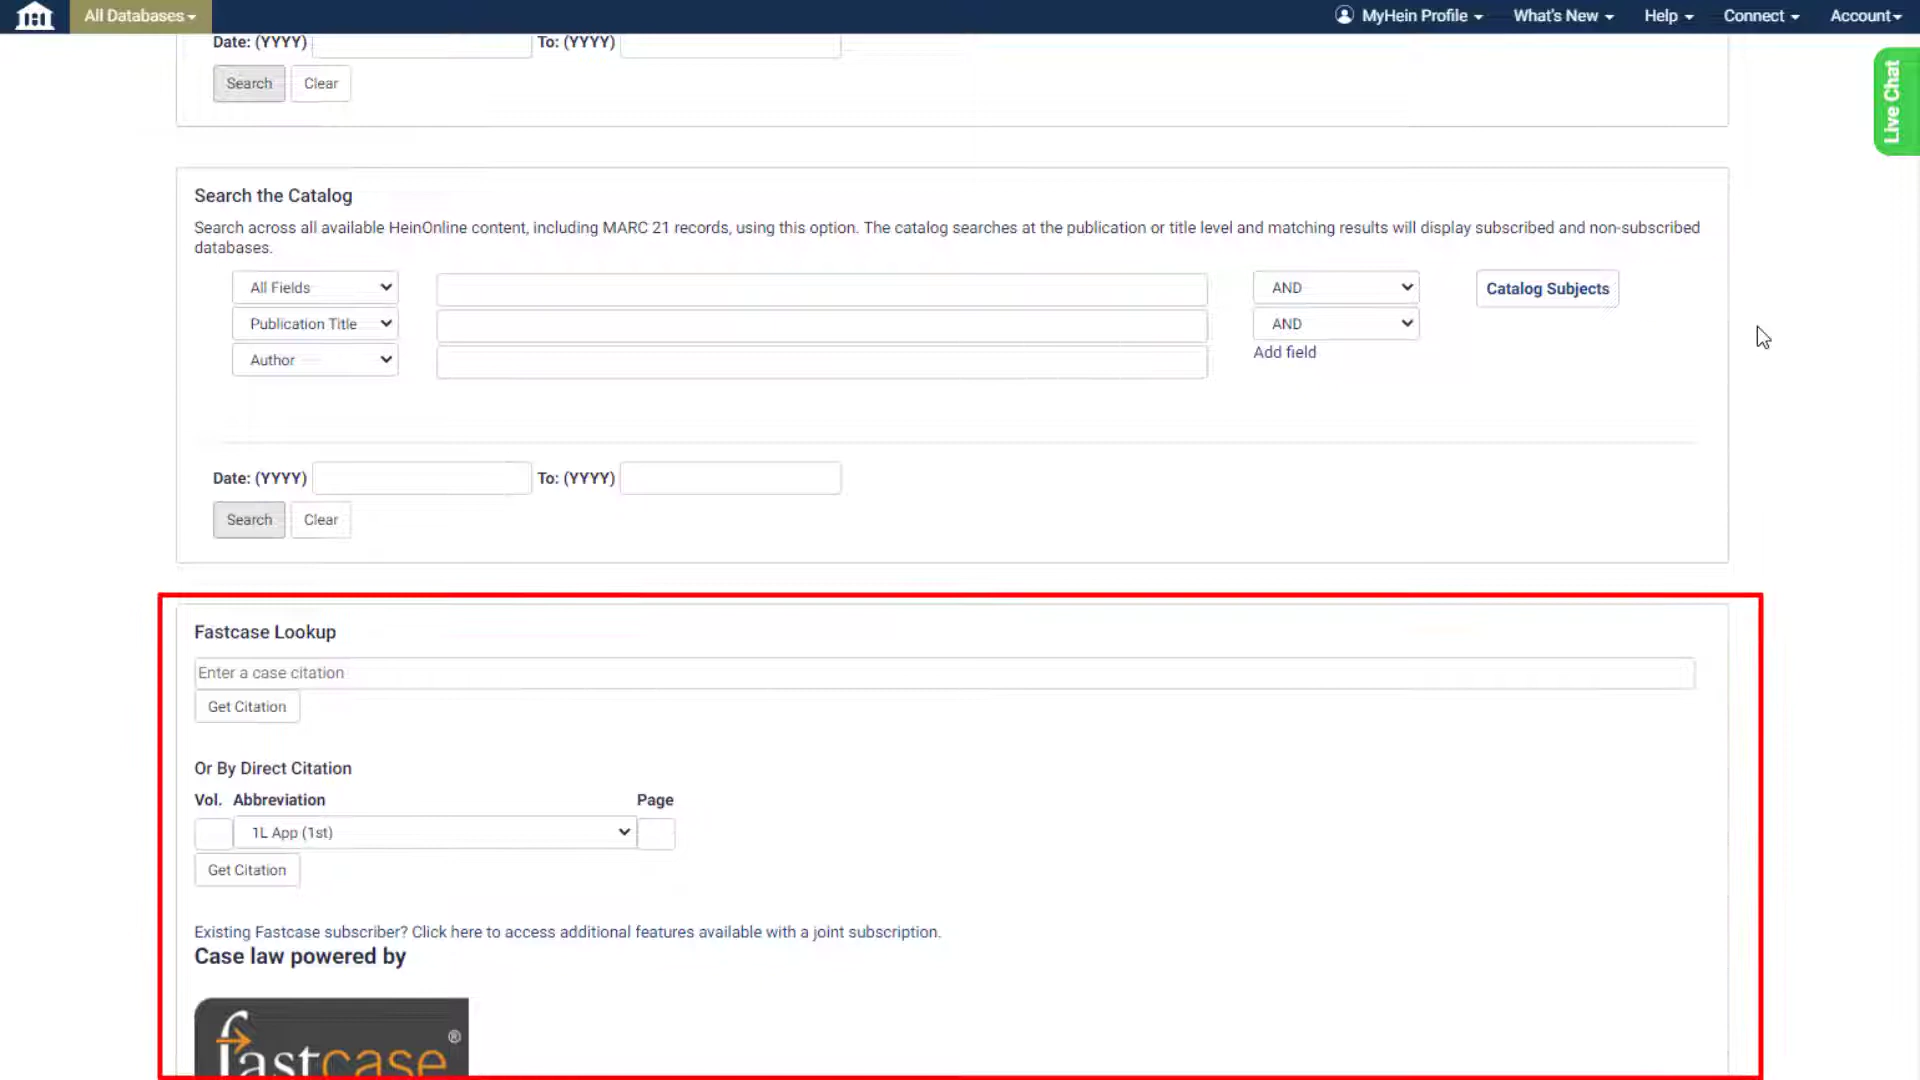 All Databases
MyHein Profile
What's New
Help
Connect
Account
Date: (YYYY)
To: (YYYY)
Search
Clear
Live Chat
Search the Catalog
Search across all available HeinOnline content, including MARC 21 records, using this option. The catalog searches at the publication or title level and matching results will display subscribed and non-subscribed
databases.
All Fields
AND
Catalog Subjects
Publication Title
AND
Author
Add field
Date: (YYYY)
To: (YYYY)
Search
Clear
Fastcase Lookup
Enter a case citation
Get Citation
Or By Direct Citation
Vol. Abbreviation Page
1L App (1st)
Get Citation
Existing Fastcase subscriber? Click here to access additional features available with a joint subscription.
Case law powered by
fastcase®